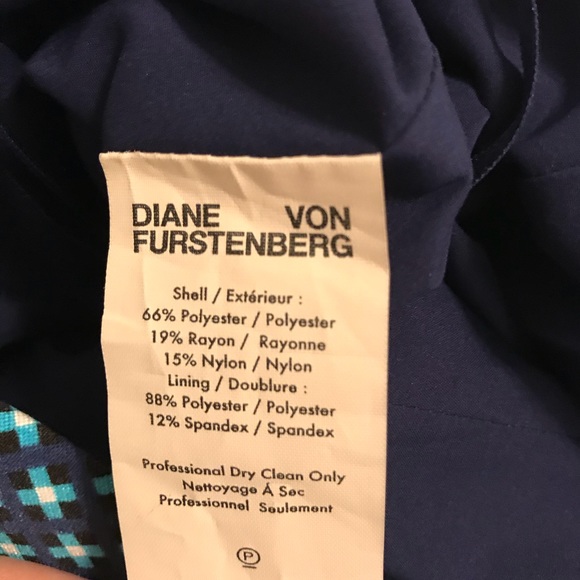 DIANE VON
FURSTENBERG
Shell / Extérieur :
66% Polyester / Polyester
19% Rayon / Rayonne
15% Nylon / Nylon
Lining / Doublure :
88% Polyester / Polyester
12% Spandex / Spandex
Professional Dry Clean Only
Nettoyage Á Sec
Professionnel Seulement
P